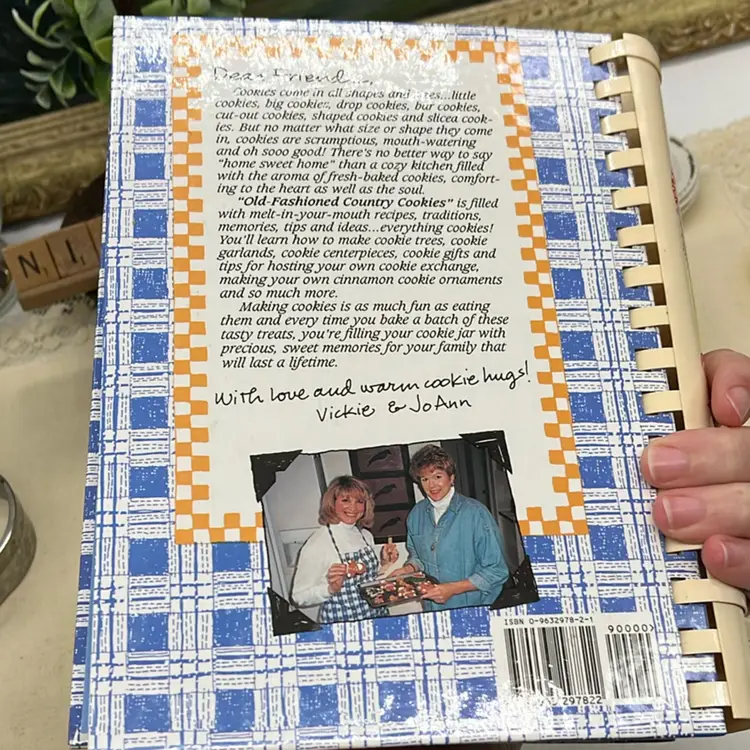 Dear Friend...,
Cookies come in all shapes and sizes...little
cookies, big cookies, drop cookies, bar cookies,
cut-out cookies, shaped cookies and sliced cook-
ies. But no matter what size or shape they come
in, cookies are scrumptious, mouth-watering
and oh sooo good! There's no better way to say
"home sweet home" than a cozy kitchen filled
with the aroma of fresh-baked cookies, comfort-
ing to the heart as well as the soul.
"Old-Fashioned Country Cookies" is filled
with melt-in-your-mouth recipes, traditions,
memories, tips and ideas...everything cookies!
You'll learn how to make cookie trees, cookie
garlands, cookie centerpieces, cookie gifts and
tips for hosting your own cookie exchange,
making your own cinnamon cookie ornaments
and so much more.
Making cookies is as much fun as eating
them and every time you bake a batch of these
tasty treats, you're filling your cookie jar with
precious, sweet memories for your family that
will last a lifetime.
With love and warm cookie hugs!
Vickie & JoAnn
ISBN 0-9632978-2-1
90000>
297822